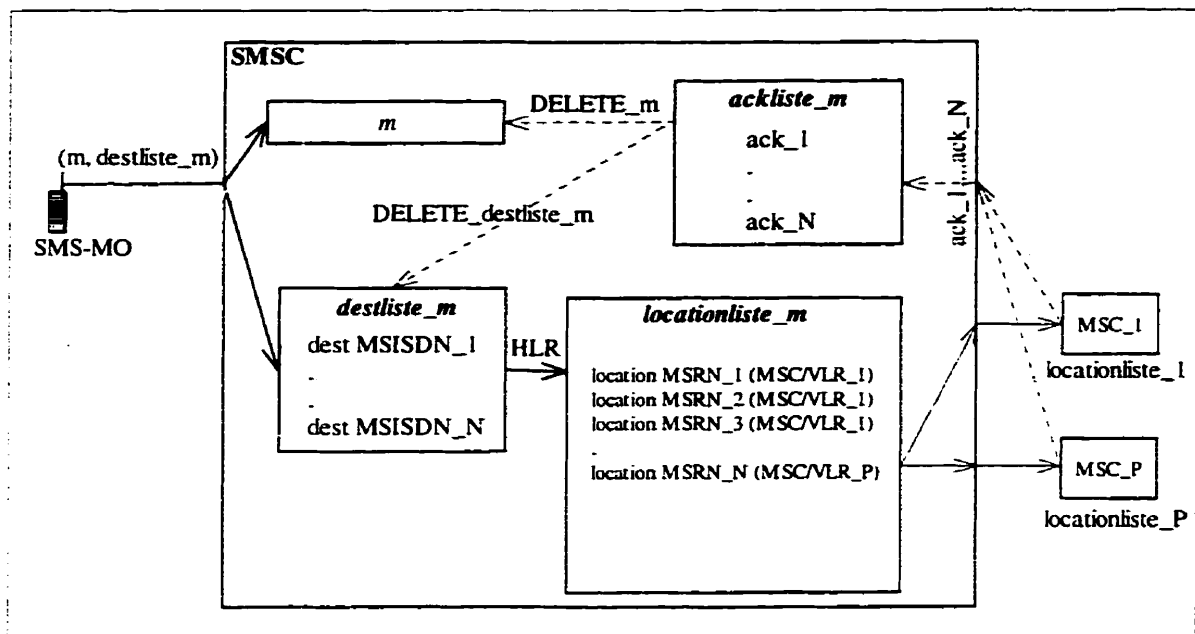 SMSC
ackliste_m
DELETE_m
m
ack_1
.
.
ack_N
ack_1....ack_N
(m, destliste_m)
SMS-MO
DELETE_destliste_m
destliste_m
dest MSISDN_1
.
.
dest MSISDN_N
HLR
locationliste_m
location MSRN_1 (MSC/VLR_1)
location MSRN_2 (MSC/VLR_1)
location MSRN_3 (MSC/VLR_1)
.
location MSRN_N (MSC/VLR_P)
MSC_1
locationliste_1
MSC_P
locationliste_P